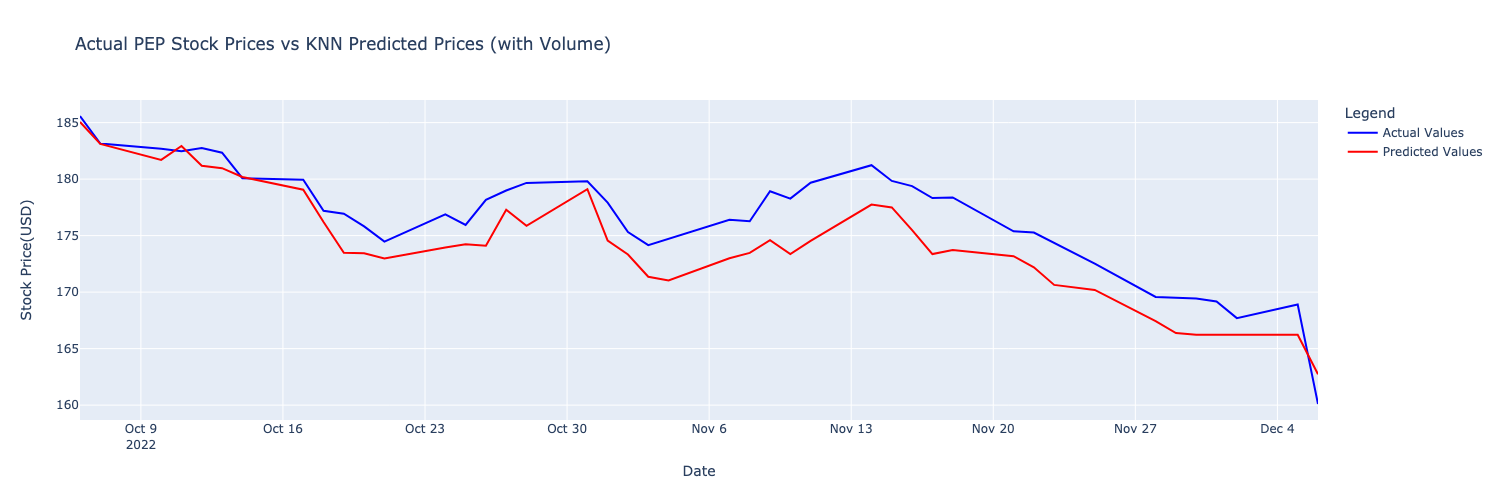 Actual PEP Stock Prices vs KNN Predicted Prices (with Volume)
Legend
Actual Values
Predicted Values
Stock Price(USD)
185
180
175
170
165
160
Oct 9
2022
Oct 16
Oct 23
Oct 30
Nov 6
Nov 13
Nov 20
Nov 27
Dec 4
Date